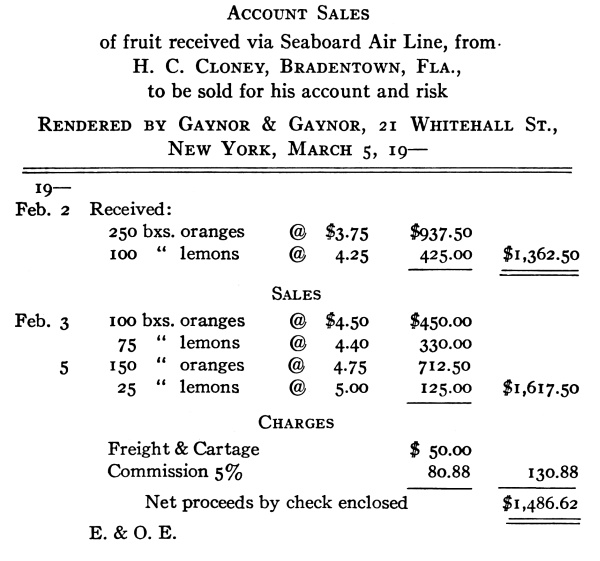 ACCOUNT SALES
of fruit received via Seaboard Air Line, from
H. C. CLONEY, BRADENTOWN, FLA.,
to be sold for his account and risk
RENDERED BY GAYNOR & GAYNOR, 21 WHITEHALL ST.,
NEW YORK, MARCH 5, 19—
19—
Feb. 2 Received:
250 bxs. oranges @ $3.75 $937.50
100 “ lemons @ 4.25 425.00 $1,362.50
SALES
Feb. 3 100 bxs. oranges @ $4.50 $450.00
75 “ lemons @ 4.40 330.00
5 150 “ oranges @ 4.75 712.50
25 “ lemons @ 5.00 125.00 $1,617.50
CHARGES
Freight & Cartage $ 50.00
Commission 5% 80.88 130.88
Net proceeds by check enclosed $1,486.62
E. & O. E.